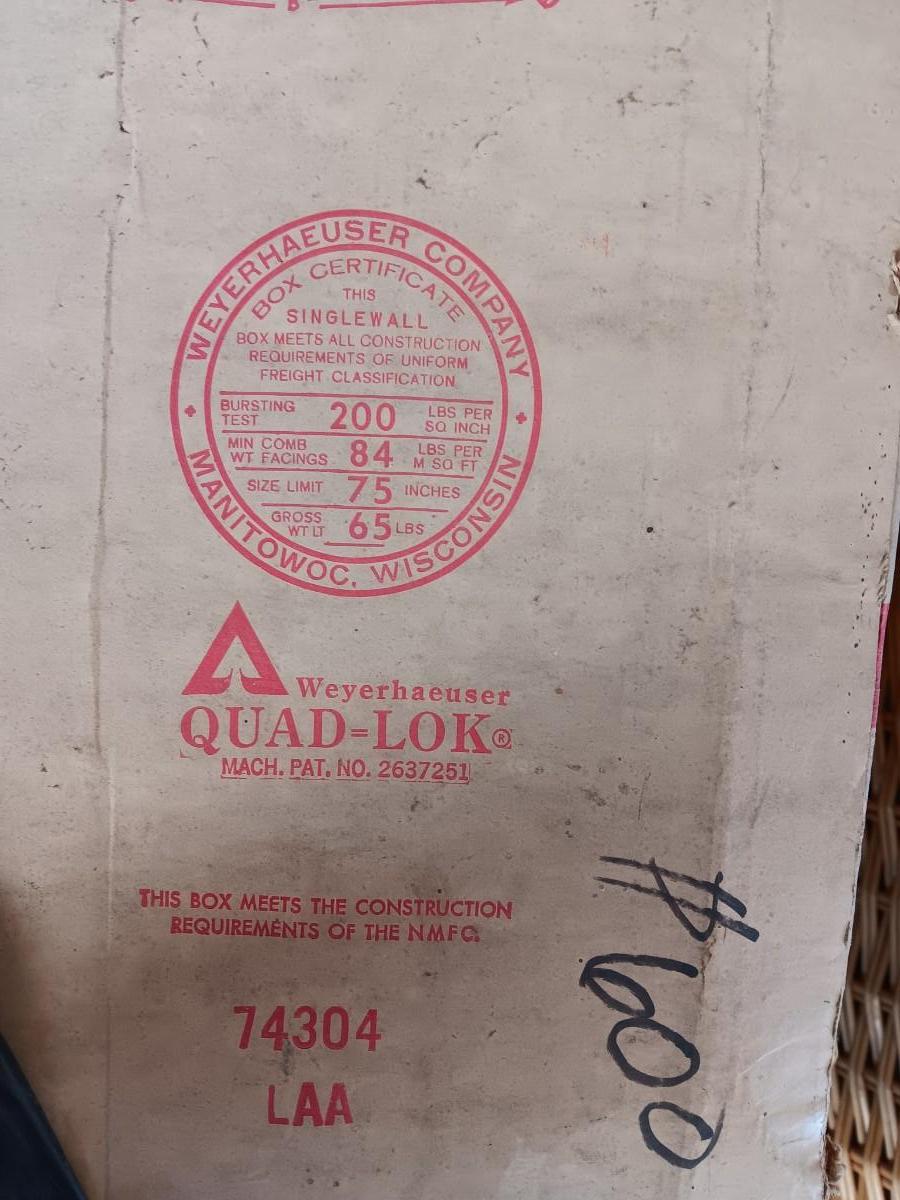 WEYERHAEUSER COMPANY
BOX CERTIFICATE
THIS
SINGLEWALL
BOX MEETS ALL CONSTRUCTION
REQUIREMENTS OF UNIFORM
FREIGHT CLASSIFICATION
BURSTING TEST 200 LBS PER SQ INCH
MIN COMB WT FACINGS 84 LBS PER M SQ FT
SIZE LIMIT 75 INCHES
GROSS WT LT 65 LBS
MANITOWOC, WISCONSIN
Weyerhaeuser
QUAD=LOK®
MACH. PAT. NO. 2637251
THIS BOX MEETS THE CONSTRUCTION
REQUIREMENTS OF THE N.M.F.C.
74304
LAA
$600